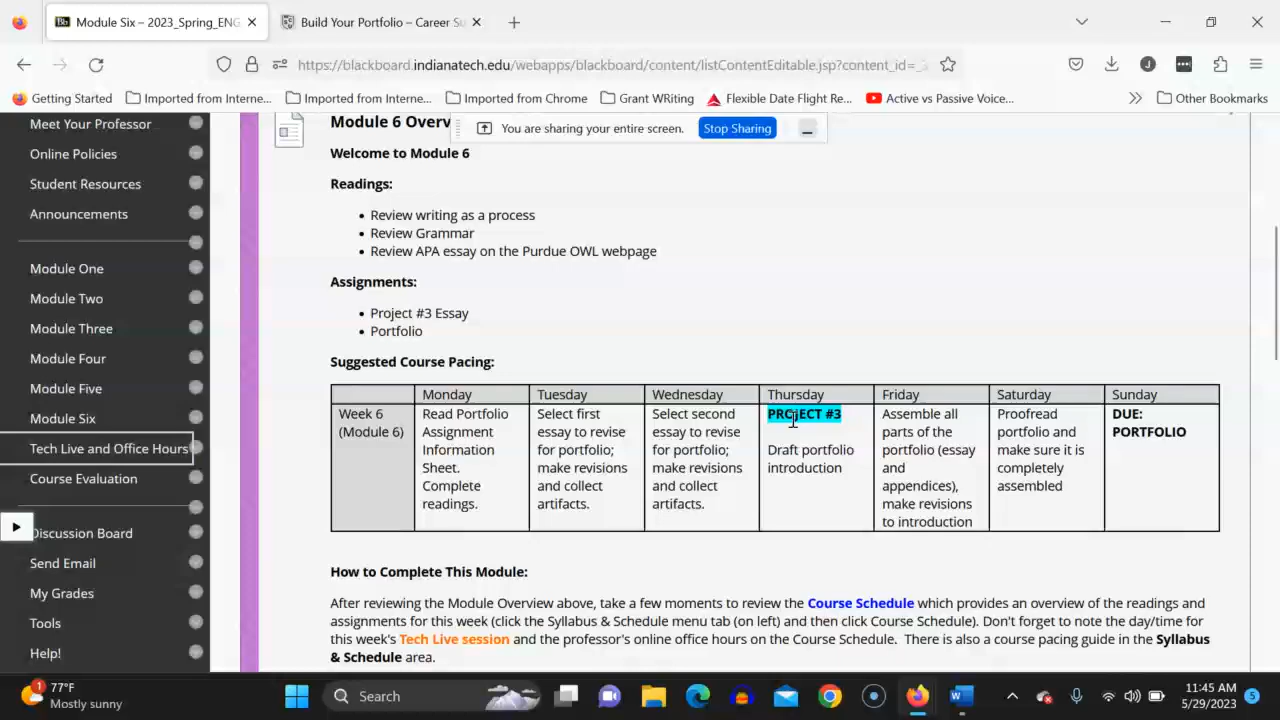 Module Six – 2023_Spring_ENG
Build Your Portfolio – Career Su
https://blackboard.indianatech.edu/webapps/blackboard/content/listContentEditable.jsp?content_id=_
Getting Started
Imported from Interne...
Imported from Interne...
Imported from Chrome
Grant WRiting
Flexible Date Flight Re...
Active vs Passive Voice...
Other Bookmarks
Meet Your Professor
Online Policies
Student Resources
Announcements
Module One
Module Two
Module Three
Module Four
Module Five
Module Six
Tech Live and Office Hours
Course Evaluation
Discussion Board
Send Email
My Grades
Tools
Help!
Module 6 Overv
You are sharing your entire screen.
Stop Sharing
Welcome to Module 6
Readings:
• Review writing as a process
• Review Grammar
• Review APA essay on the Purdue OWL webpage
Assignments:
• Project #3 Essay
• Portfolio
Suggested Course Pacing:
Monday Tuesday Wednesday Thursday Friday Saturday Sunday
Week 6
(Module 6)
Read Portfolio
Assignment
Information
Sheet.
Complete
readings.
Select first
essay to revise
for portfolio;
make revisions
and collect
artifacts.
Select second
essay to revise
for portfolio;
make revisions
and collect
artifacts.
PROJECT #3
Draft portfolio
introduction
Assemble all
parts of the
portfolio (essay
and
appendices),
make revisions
to introduction
Proofread
portfolio and
make sure it is
completely
assembled
DUE:
PORTFOLIO
How to Complete This Module:
After reviewing the Module Overview above, take a few moments to review the Course Schedule which provides an overview of the readings and
assignments for this week (click the Syllabus & Schedule menu tab (on left) and then click Course Schedule). Don't forget to note the day/time for
this week's Tech Live session and the professor's online office hours on the Course Schedule.  There is also a course pacing guide in the Syllabus
& Schedule area.
1
77°F
Mostly sunny
Search
11:45 AM
5/29/2023
5